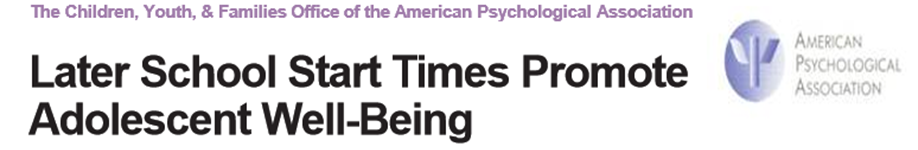 The Children, Youth, & Families Office of the American Psychological Association
Later School Start Times Promote
Adolescent Well-Being
AMERICAN
PSYCHOLOGICAL
ASSOCIATION